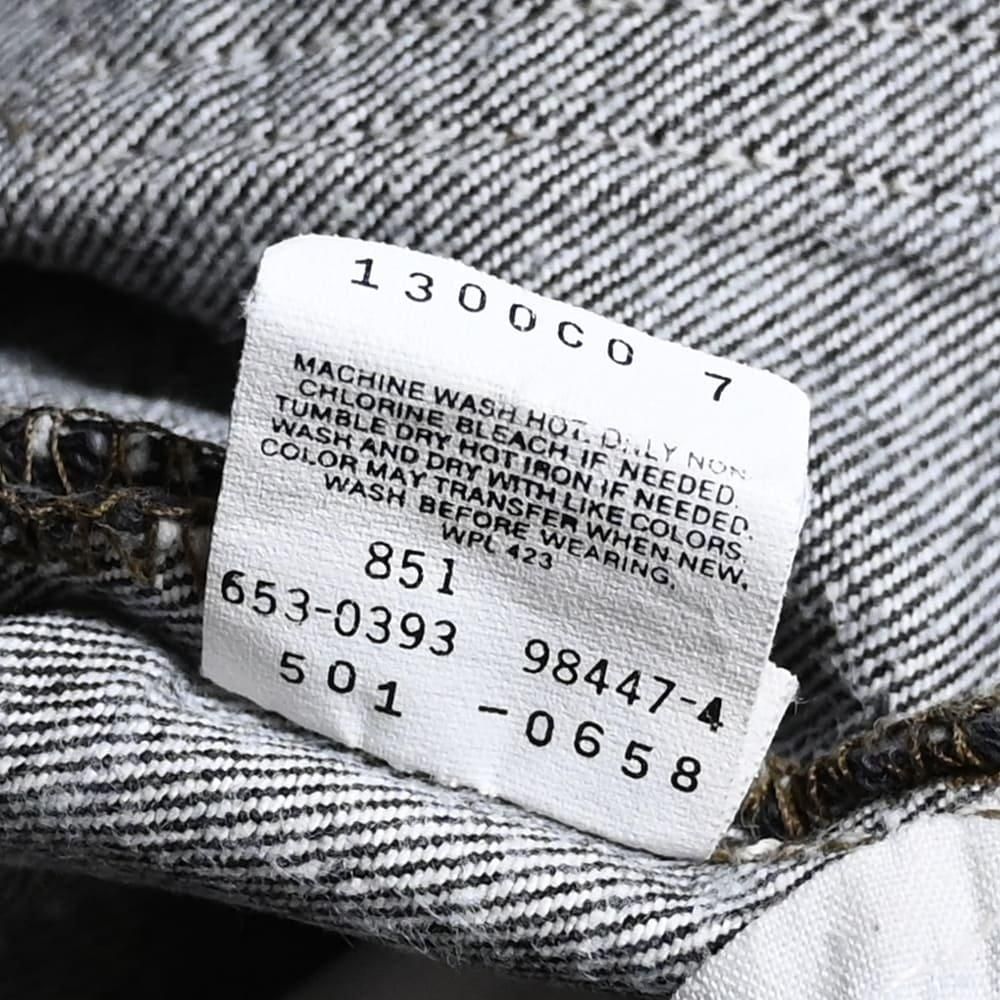 1300C0 7
MACHINE WASH HOT. ONLY NON
CHLORINE BLEACH IF NEEDED.
TUMBLE DRY HOT IRON IF NEEDED.
WASH AND DRY WITH LIKE COLORS.
COLOR MAY TRANSFER WHEN NEW,
WASH BEFORE WEARING,
WPL 423
851
653-0393 98447-4
501 -0658